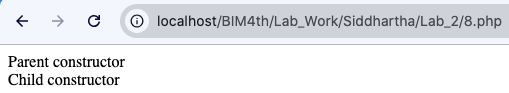 localhost/BIM4th/Lab_Work/Siddhartha/Lab_2/8.php
Parent constructor
Child constructor